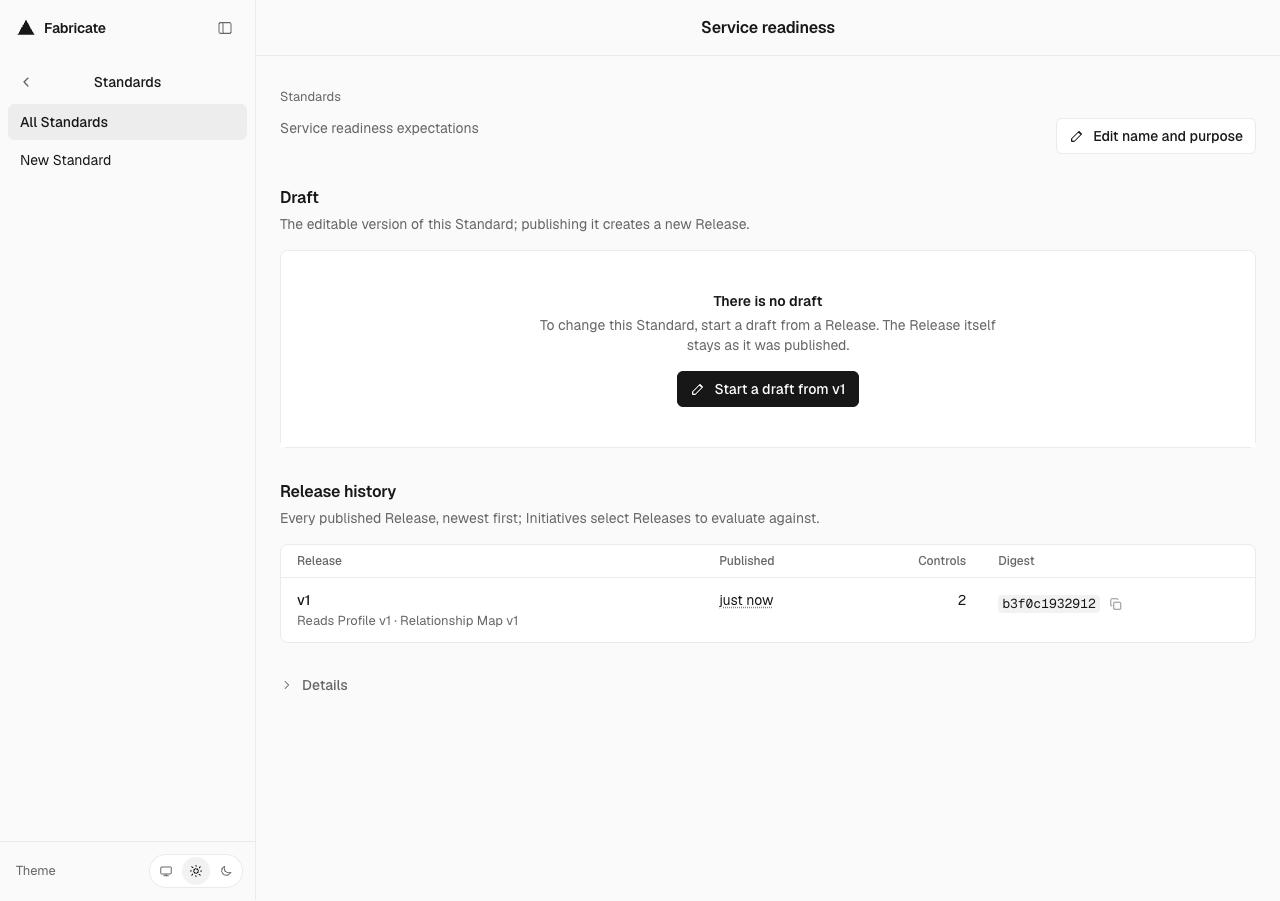 Fabricate
Service readiness
Standards
All Standards
New Standard
Standards
Service readiness expectations
Edit name and purpose
Draft
The editable version of this Standard; publishing it creates a new Release.
There is no draft
To change this Standard, start a draft from a Release. The Release itself
stays as it was published.
Start a draft from v1
Release history
Every published Release, newest first; Initiatives select Releases to evaluate against.
Release Published Controls Digest
v1 just now 2 b3f0c1932912
Reads Profile v1 · Relationship Map v1
Details
Theme